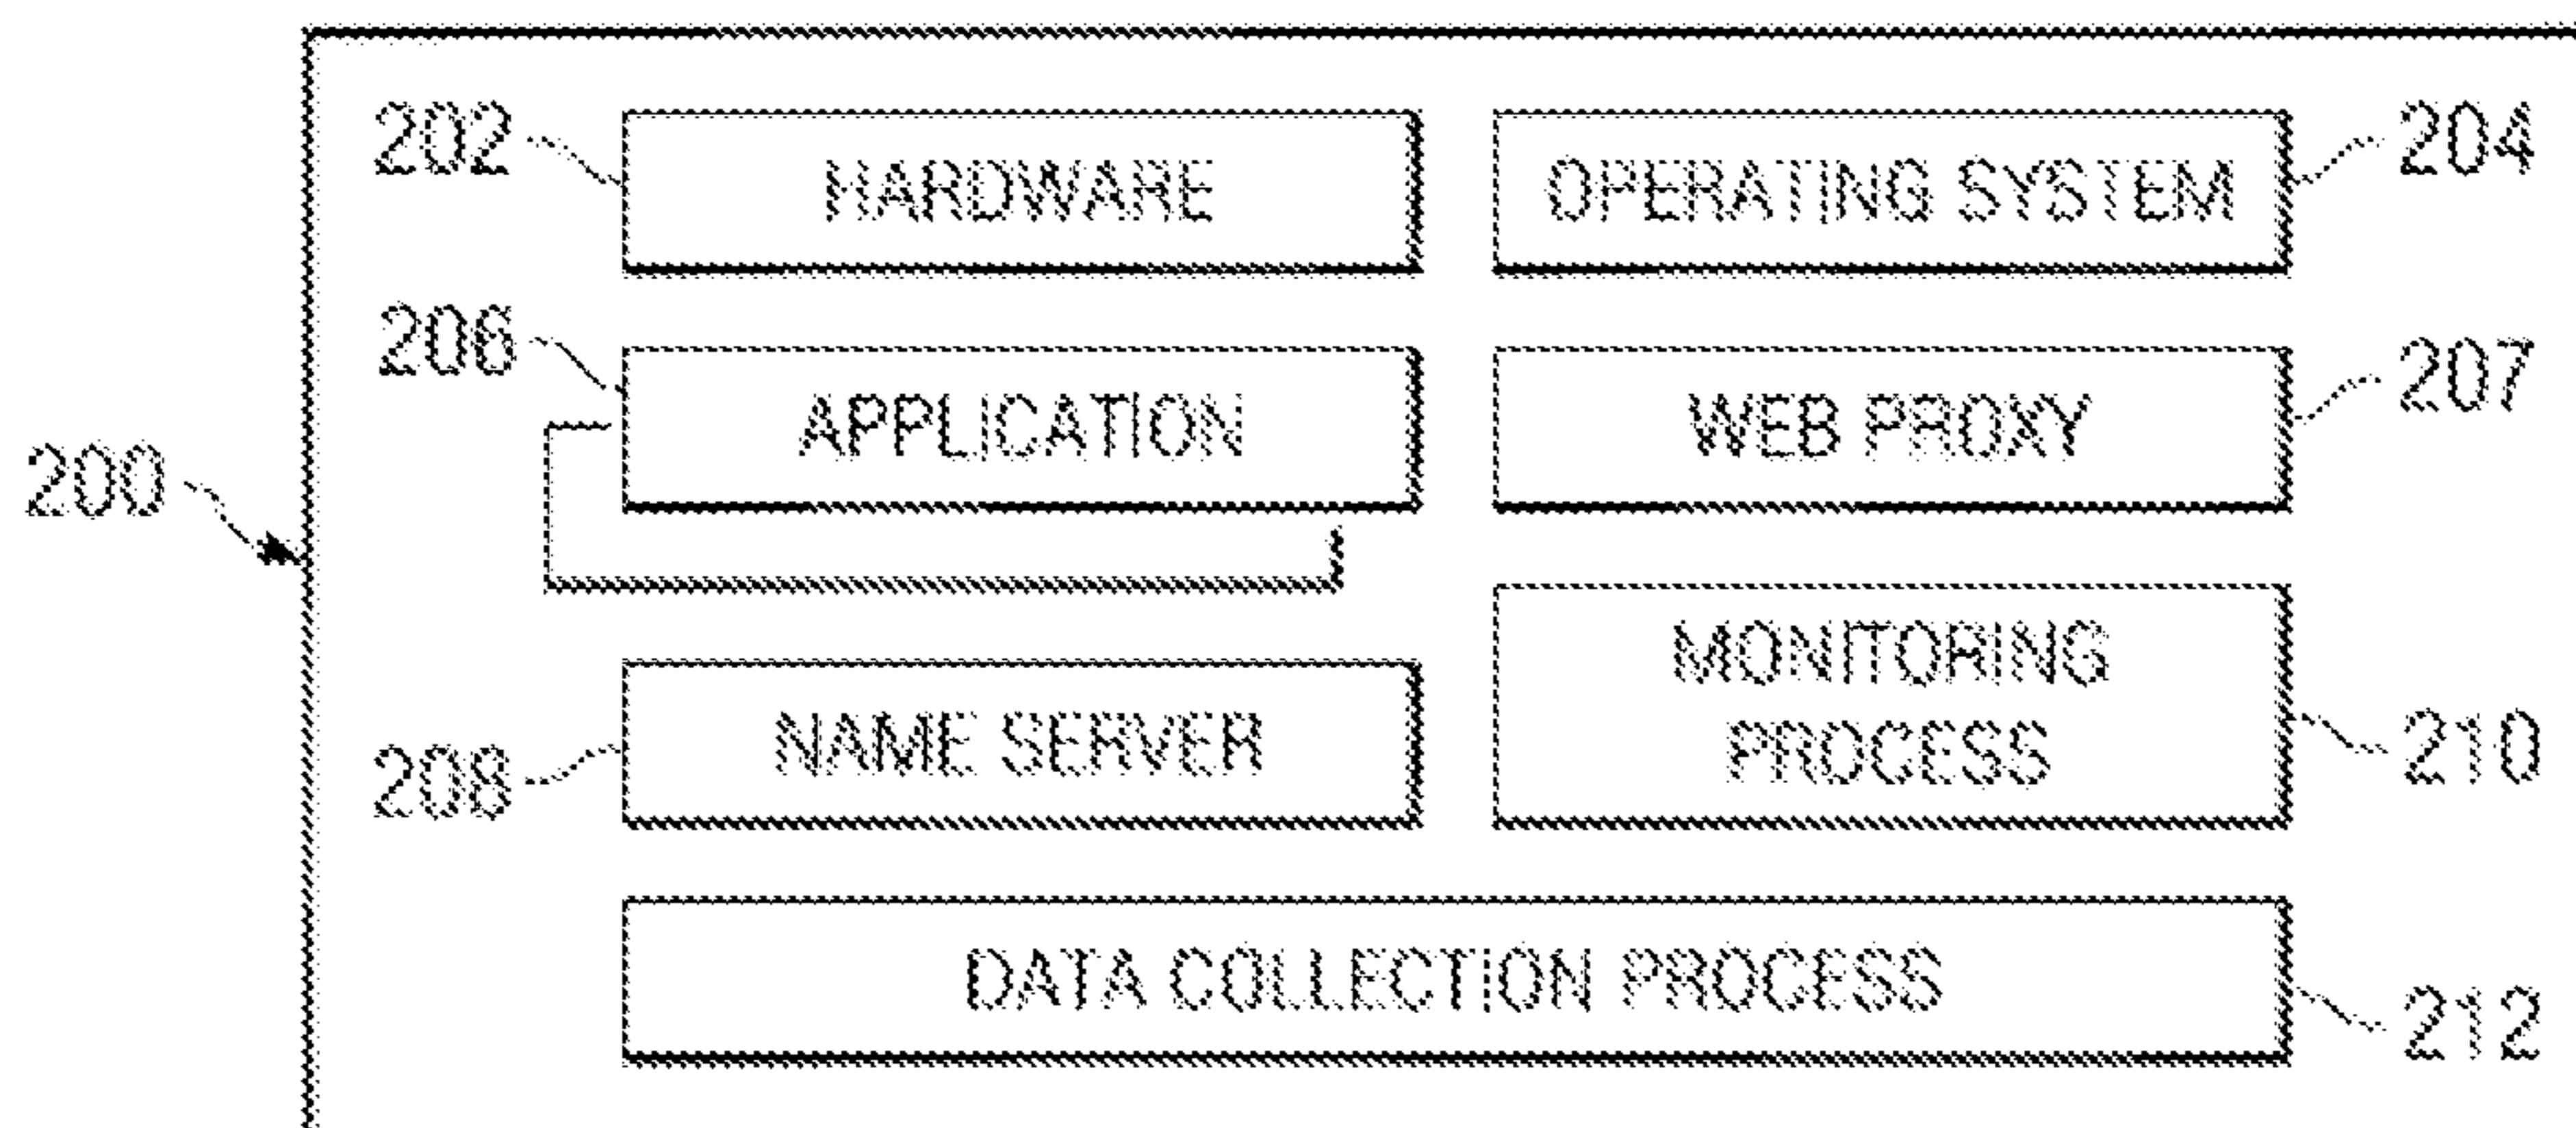 202 HARDWARE OPERATING SYSTEM 204
206 APPLICATION WEB PROXY 207
200
MONITORING
PROCESS 210
208 NAME SERVER
DATA COLLECTION PROCESS 212